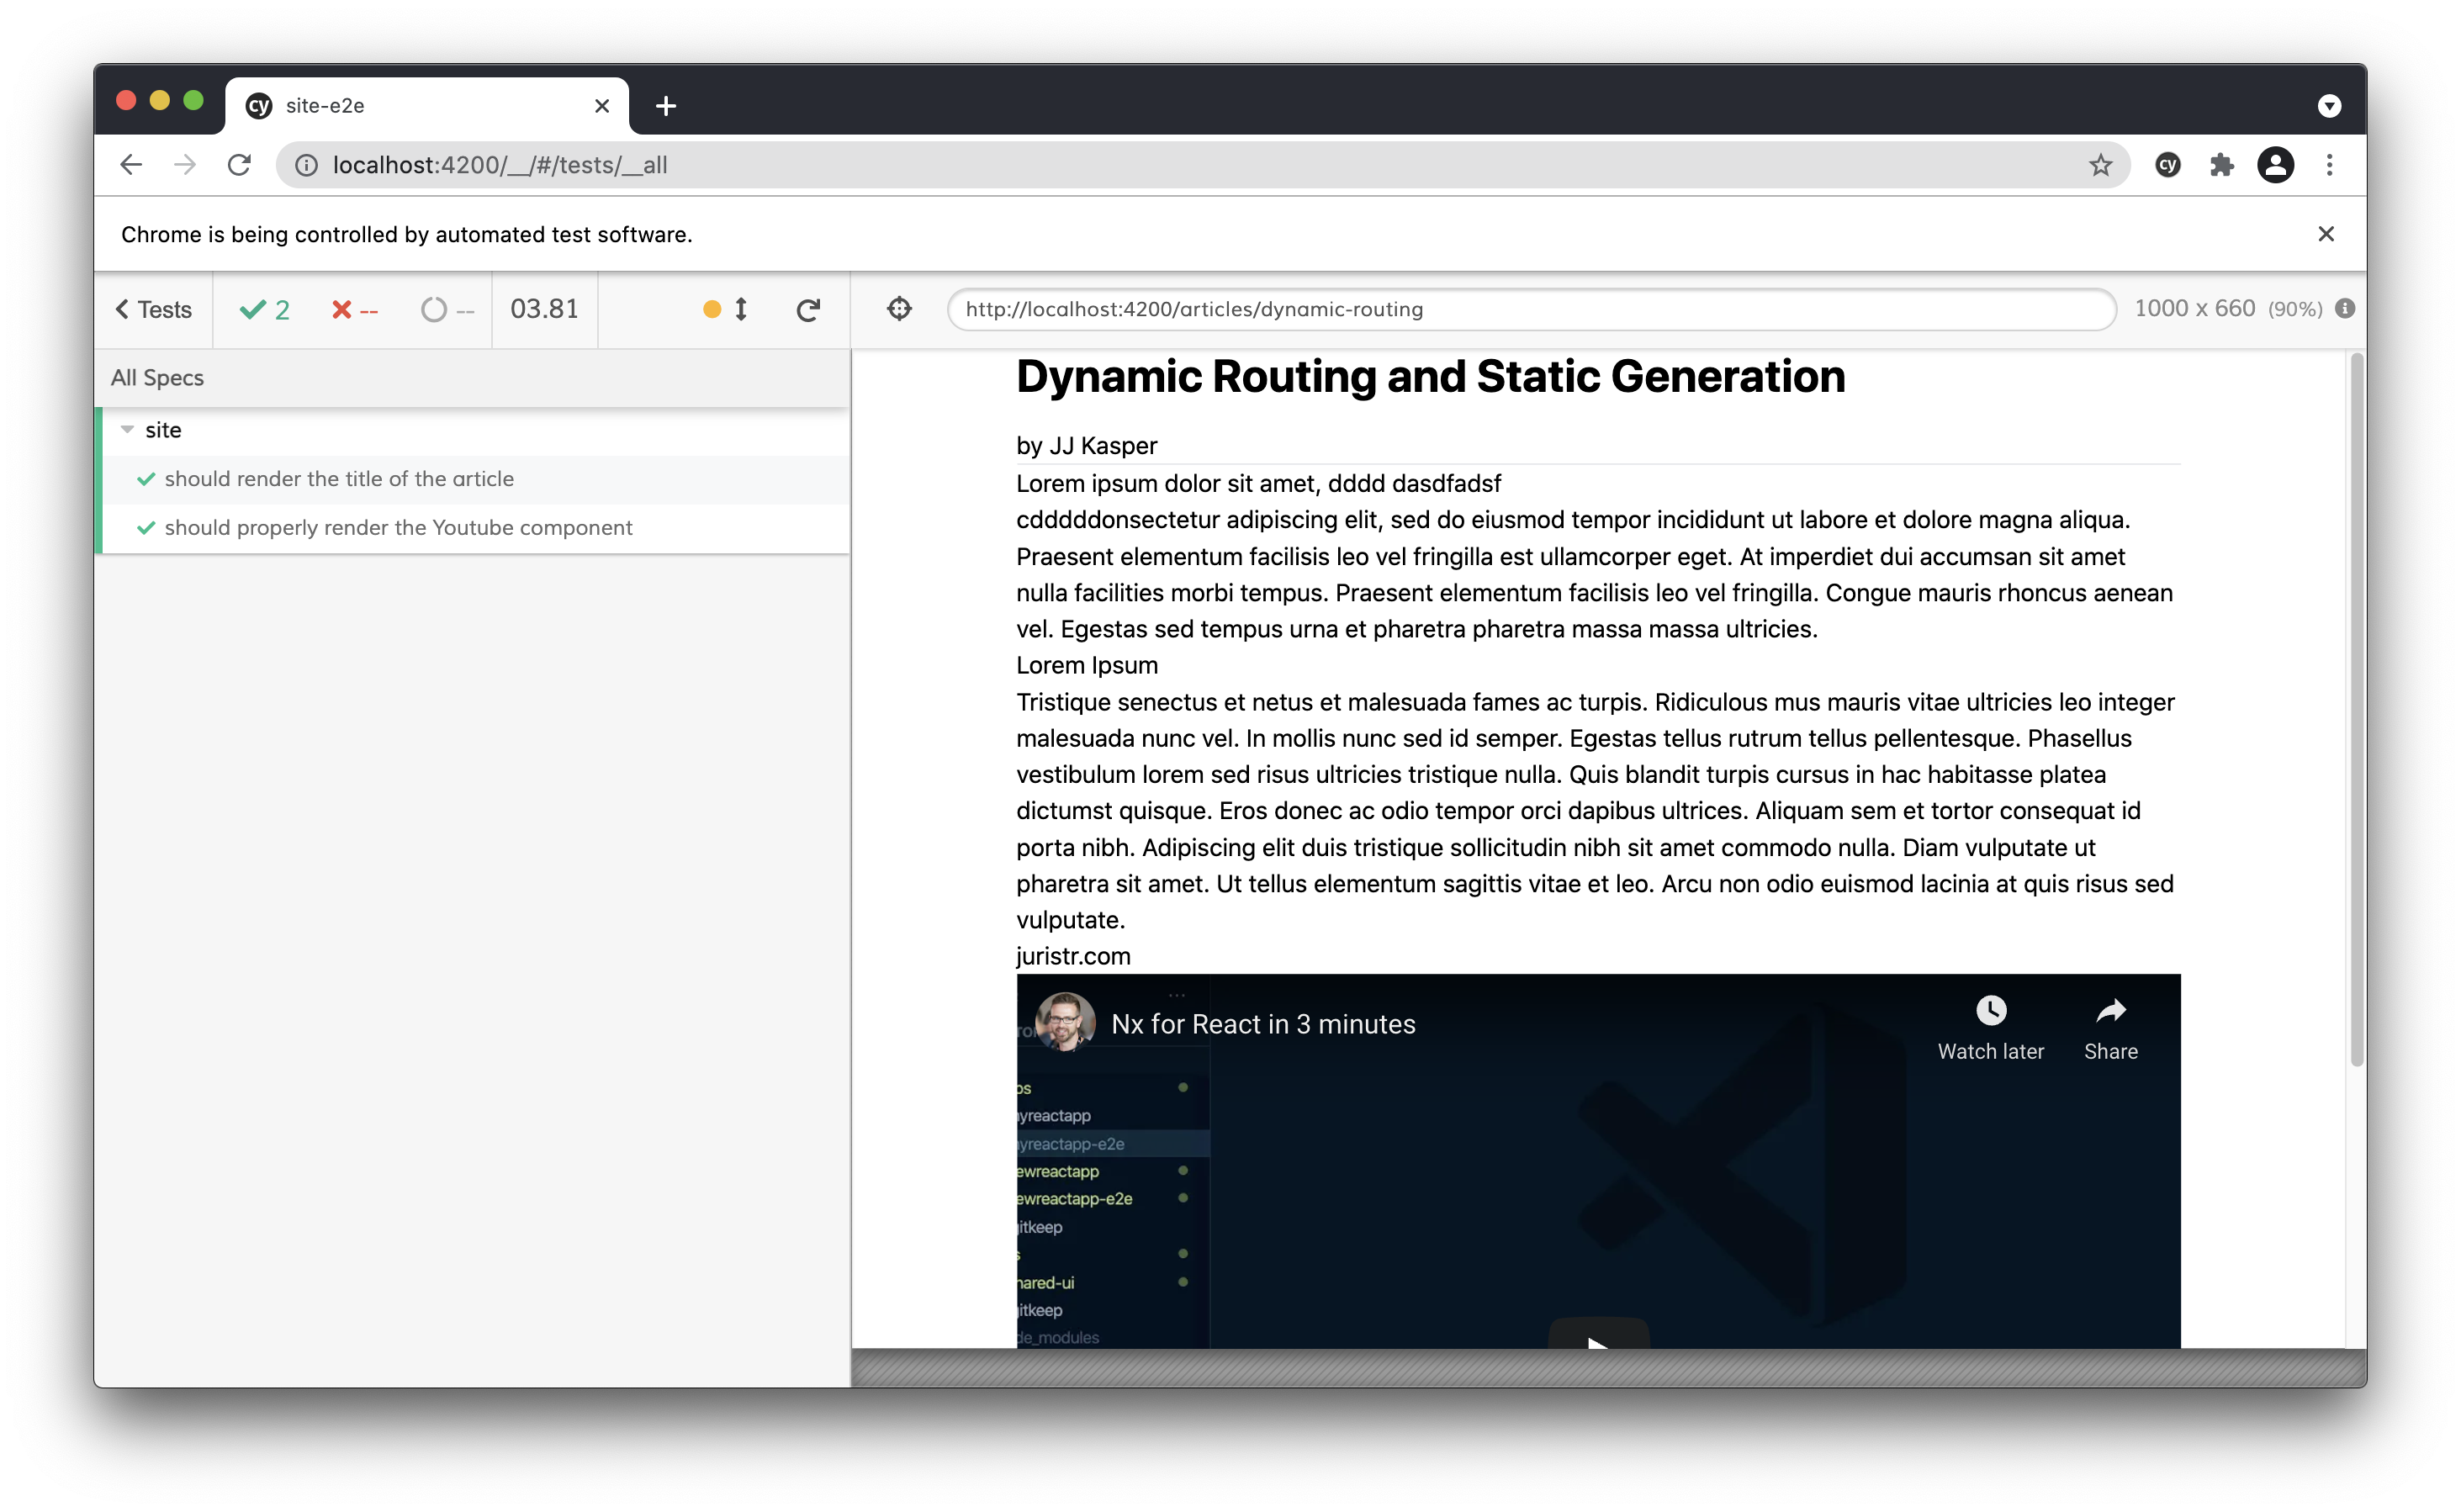 cy site-e2e
localhost:4200/__/#/tests/__all
cy
Chrome is being controlled by automated test software.
Tests 2 -- -- 03.81
http://localhost:4200/articles/dynamic-routing
1000 x 660 (90%)
All Specs
site
should render the title of the article
should properly render the Youtube component
Dynamic Routing and Static Generation
by JJ Kasper
Lorem ipsum dolor sit amet, dddd dasdfadsf
cdddddonsectetur adipiscing elit, sed do eiusmod tempor incididunt ut labore et dolore magna aliqua.
Praesent elementum facilisis leo vel fringilla est ullamcorper eget. At imperdiet dui accumsan sit amet
nulla facilities morbi tempus. Praesent elementum facilisis leo vel fringilla. Congue mauris rhoncus aenean
vel. Egestas sed tempus urna et pharetra pharetra massa massa ultricies.
Lorem Ipsum
Tristique senectus et netus et malesuada fames ac turpis. Ridiculous mus mauris vitae ultricies leo integer
malesuada nunc vel. In mollis nunc sed id semper. Egestas tellus rutrum tellus pellentesque. Phasellus
vestibulum lorem sed risus ultricies tristique nulla. Quis blandit turpis cursus in hac habitasse platea
dictumst quisque. Eros donec ac odio tempor orci dapibus ultrices. Aliquam sem et tortor consequat id
porta nibh. Adipiscing elit duis tristique sollicitudin nibh sit amet commodo nulla. Diam vulputate ut
pharetra sit amet. Ut tellus elementum sagittis vitae et leo. Arcu non odio euismod lacinia at quis risus sed
vulputate.
juristr.com
Nx for React in 3 minutes
Watch later
Share
ps
yreactapp
yreactapp-e2e
ewreactapp
ewreactapp-e2e
itkeep
s
hared-ui
itkeep
de_modules